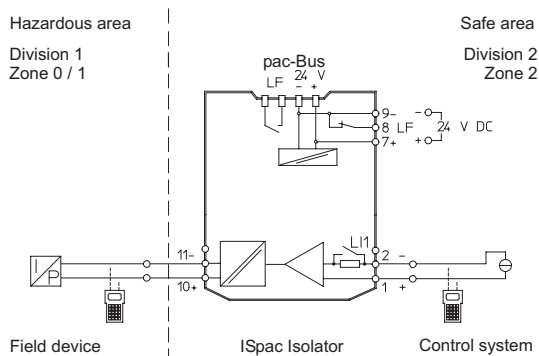 Hazardous area
Safe area
Division 1
Zone 0 / 1
Division 2
Zone 2
pac-Bus
LF 24 V
- +
9-
8 LF
7+
- 
+
24 V DC
LI1
11-
10+
2 -
1 +
I
P
Field device
ISpac Isolator
Control system